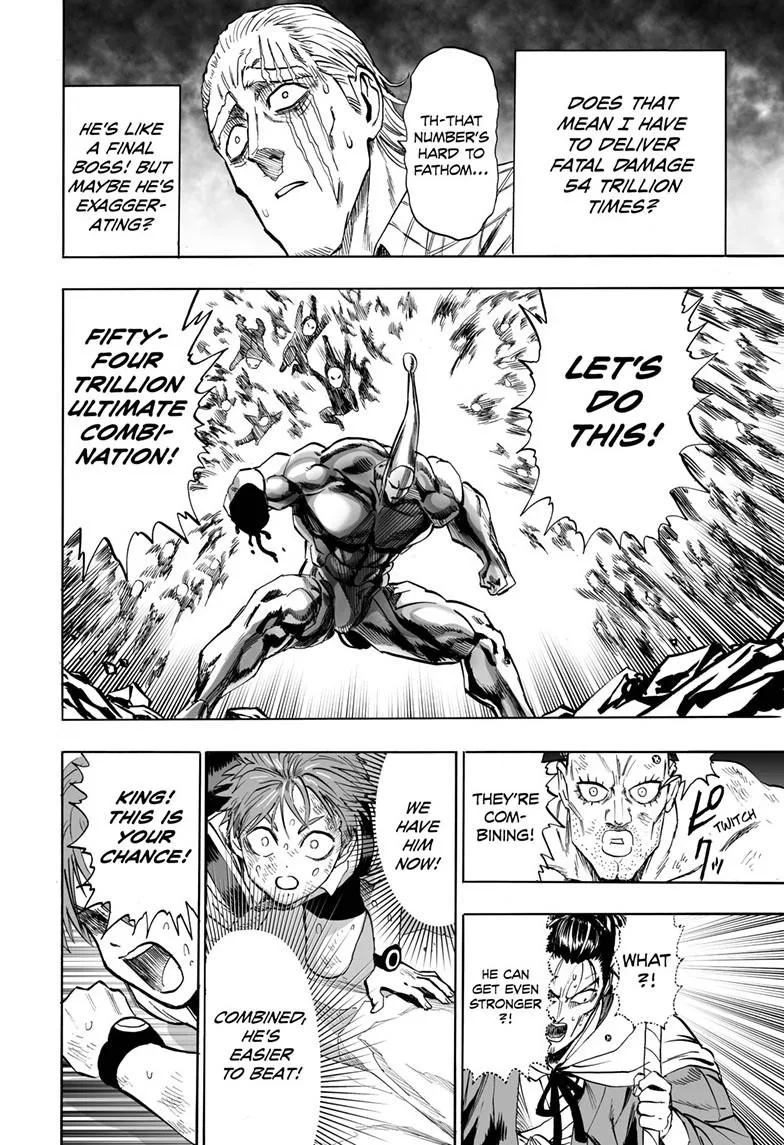 DOES THAT
MEAN I HAVE
TO DELIVER
FATAL DAMAGE
54 TRILLION
TIMES?
TH-THAT
NUMBER'S
HARD TO
FATHOM...
HE'S LIKE
A FINAL
BOSS! BUT
MAYBE HE'S
EXAGGER-
ATING?
LET'S
DO
THIS!
FIFTY-
FOUR
TRILLION
ULTIMATE
COMBI-
NATION!
THEY'RE
COM-
BINING!
ピクッ
TWITCH
WHAT
?!
HE CAN
GET EVEN
STRONGER
?!
WE
HAVE
HIM
NOW!
COMBINED,
HE'S
EASIER
TO BEAT!
KING!
THIS IS
YOUR
CHANCE!